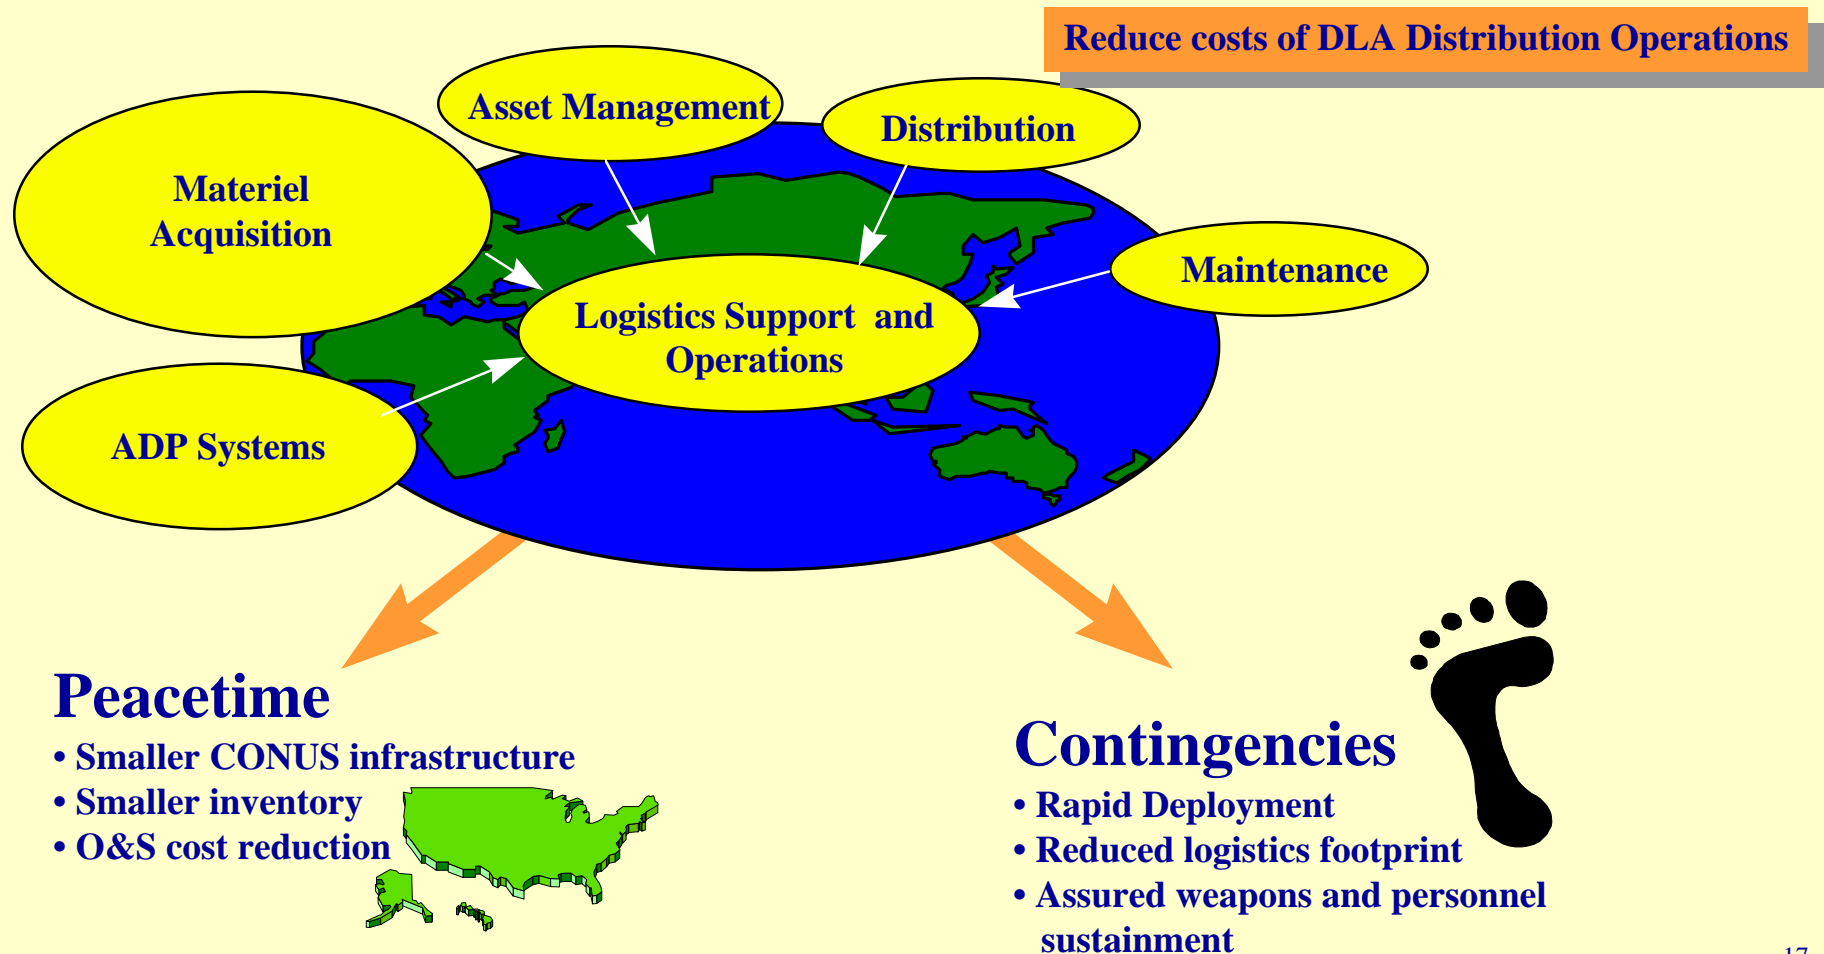 Reduce costs of DLA Distribution Operations
Asset Management
Distribution
Materiel
Acquisition
Maintenance
Logistics Support  and
Operations
ADP Systems
Peacetime
• Smaller CONUS infrastructure
• Smaller inventory
• O&S cost reduction
Contingencies
• Rapid Deployment
• Reduced logistics footprint
• Assured weapons and personnel
sustainment
17